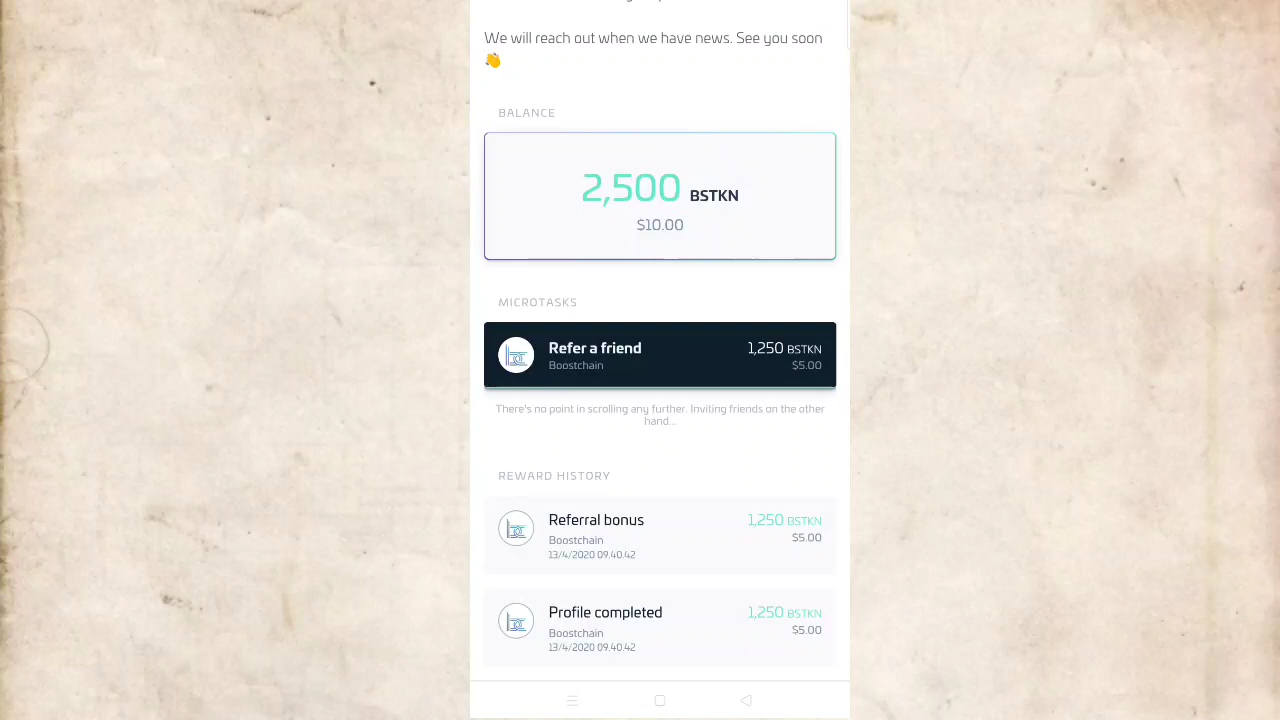 We will reach out when we have news. See you soon
👏
BALANCE
2,500 BSTKN
$10.00
MICROTASKS
Refer a friend 1,250 BSTKN
Boostchain $5.00
There's no point in scrolling any further. Inviting friends on the other
hand...
REWARD HISTORY
Referral bonus 1,250 BSTKN
Boostchain $5.00
13/4/2020 09.40.42
Profile completed 1,250 BSTKN
Boostchain $5.00
13/4/2020 09.40.42